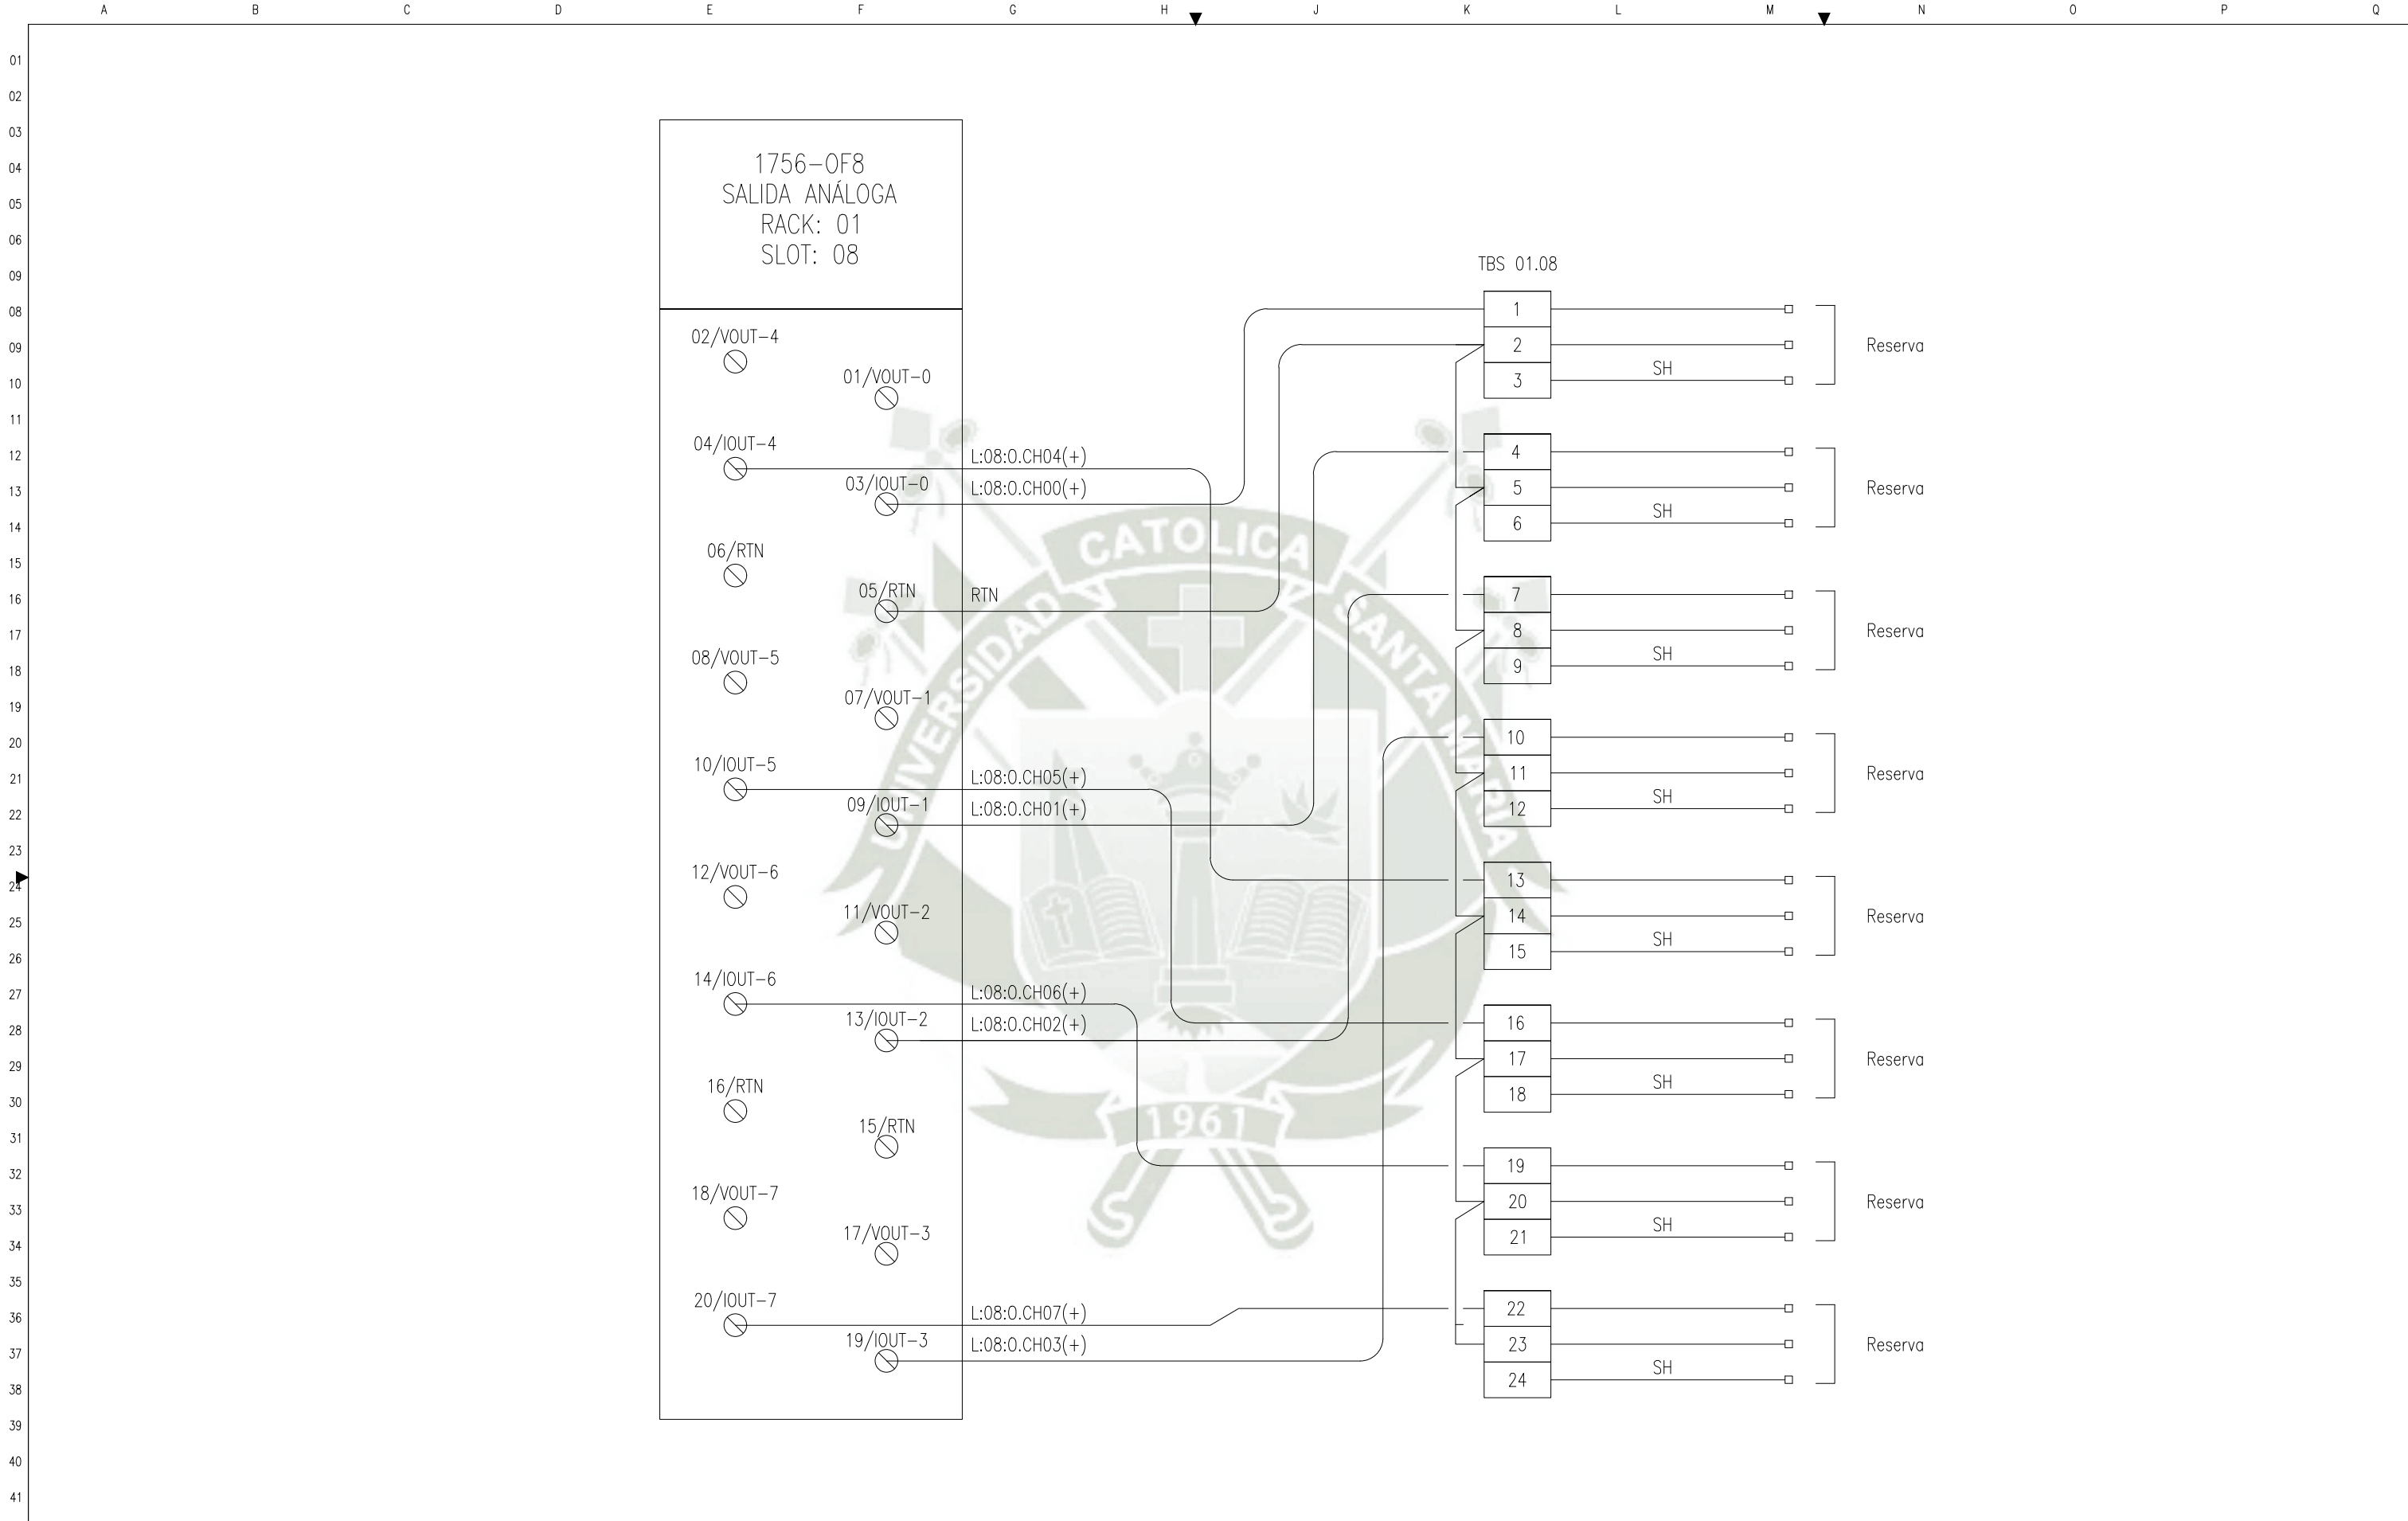 A B C D E F G H J K L M N O P Q
01
02
03
04
05
06
09
08
09
10
11
12
13
14
15
16
17
18
19
20
21
22
23
24
25
26
27
28
29
30
31
32
33
34
35
36
37
38
39
40
41
1756-OF8
SALIDA ANÁLOGA
RACK: 01
SLOT: 08
02/VOUT-4
01/VOUT-0
04/IOUT-4
03/IOUT-0
06/RTN
05/RTN
08/VOUT-5
07/VOUT-1
10/IOUT-5
09/IOUT-1
12/VOUT-6
11/VOUT-2
14/IOUT-6
13/IOUT-2
16/RTN
15/RTN
18/VOUT-7
17/VOUT-3
20/IOUT-7
19/IOUT-3
L:08:O.CH04(+)
L:08:O.CH00(+)
RTN
L:08:O.CH05(+)
L:08:O.CH01(+)
L:08:O.CH06(+)
L:08:O.CH02(+)
L:08:O.CH07(+)
L:08:O.CH03(+)
TBS 01.08
1
2 Reserva
3 SH
4
5 Reserva
6 SH
7
8 Reserva
9 SH
10
11 Reserva
12 SH
13
14 Reserva
15 SH
16
17 Reserva
18 SH
19
20 Reserva
21 SH
22
23 Reserva
24 SH
UNIVERSIDAD CATOLICA SANTA MARIA
1961